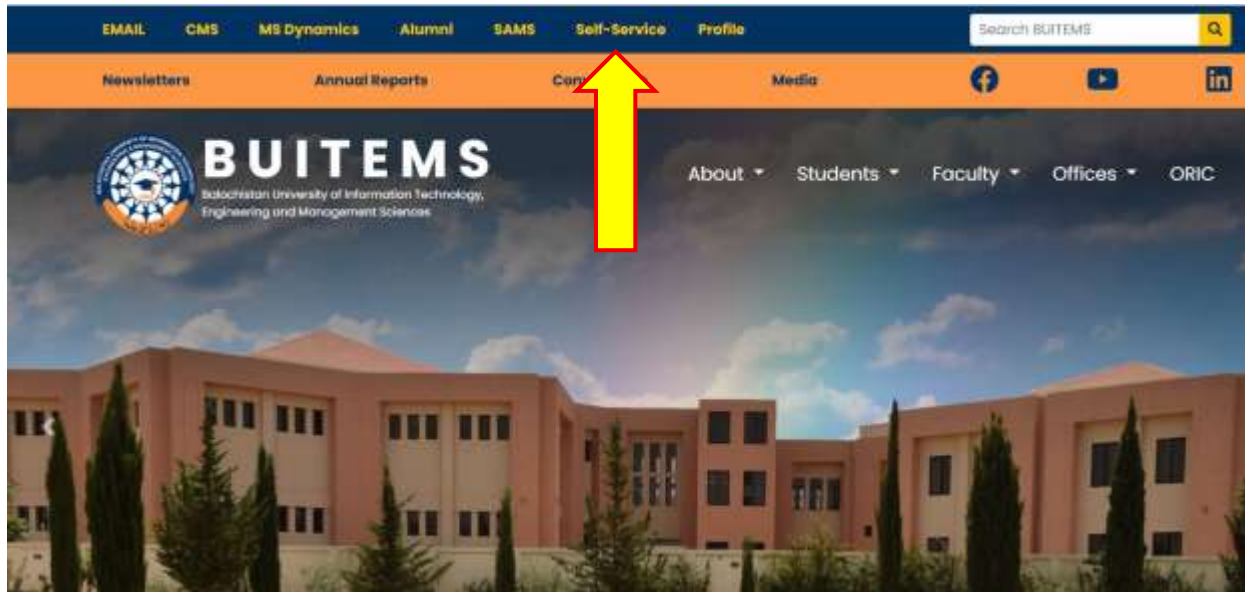 EMAIL CMS MS Dynamics Alumni SAMS Self-Service Profile Search BUITEMS
Newsletters Annual Reports Media
BUITEMS
Balochistan University of Information Technology,
Engineering and Management Sciences
About Students Faculty Offices ORIC